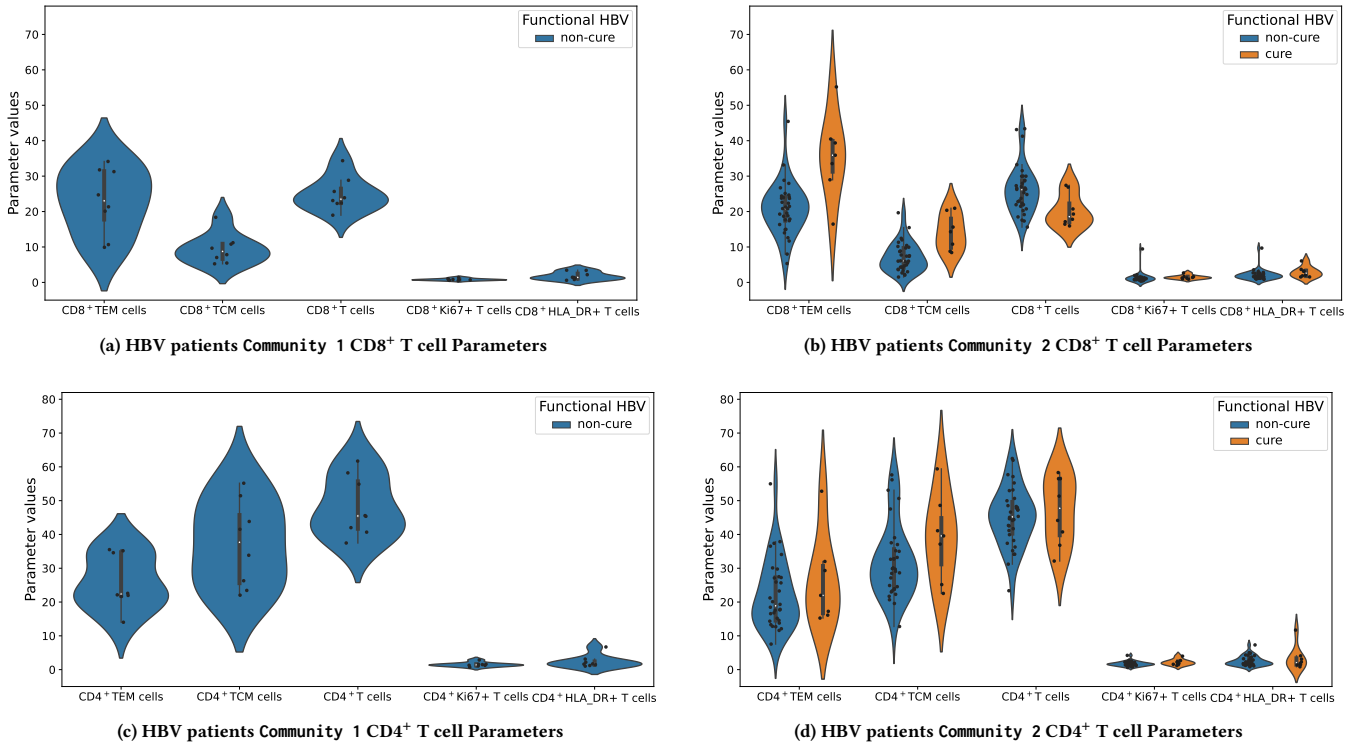 Functional HBV
non-cure
Parameter values
70
60
50
40
30
20
10
0
CD8⁺TEM cells
CD8⁺TCM cells
CD8⁺T cells
CD8⁺Ki67+ T cells
CD8⁺HLA_DR+ T cells
(a) HBV patients Community 1 CD8⁺ T cell Parameters
Functional HBV
non-cure
cure
Parameter values
70
60
50
40
30
20
10
0
CD8⁺TEM cells
CD8⁺TCM cells
CD8⁺T cells
CD8⁺Ki67+ T cells
CD8⁺HLA_DR+ T cells
(b) HBV patients Community 2 CD8⁺ T cell Parameters
Functional HBV
non-cure
Parameter values
80
70
60
50
40
30
20
10
0
CD4⁺TEM cells
CD4⁺TCM cells
CD4⁺T cells
CD4⁺Ki67+ T cells
CD4⁺HLA_DR+ T cells
(c) HBV patients Community 1 CD4⁺ T cell Parameters
Functional HBV
non-cure
cure
Parameter values
80
70
60
50
40
30
20
10
0
CD4⁺TEM cells
CD4⁺TCM cells
CD4⁺T cells
CD4⁺Ki67+ T cells
CD4⁺HLA_DR+ T cells
(d) HBV patients Community 2 CD4⁺ T cell Parameters